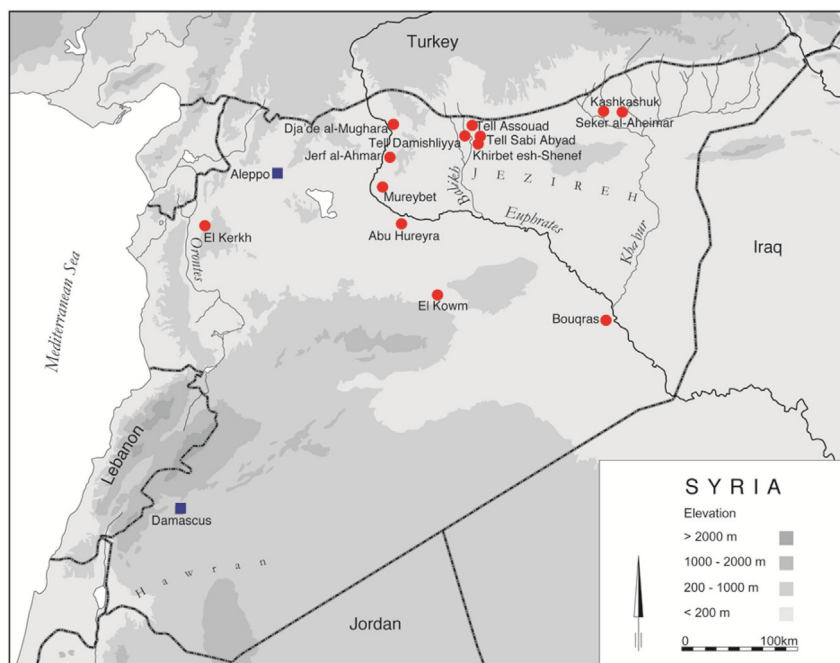 Turkey
Kashkashuk
Dja'de al-Mughara
Tell Assouad
Seker al-Aheimar
Tell Damishliyya
Tell Sabi Abyad
Jerf al-Ahmar
Khirbet esh-Shenef
Aleppo
JEZIREH
Mureybet
Balikh
Euphrates
Khabur
Iraq
El Kerkh
Abu Hureyra
Orontes
Mediterranean Sea
El Kowm
Bouqras
Lebanon
Damascus
Hawran
Jordan
SYRIA
Elevation
> 2000 m
1000 - 2000 m
200 - 1000 m
< 200 m
0 100km